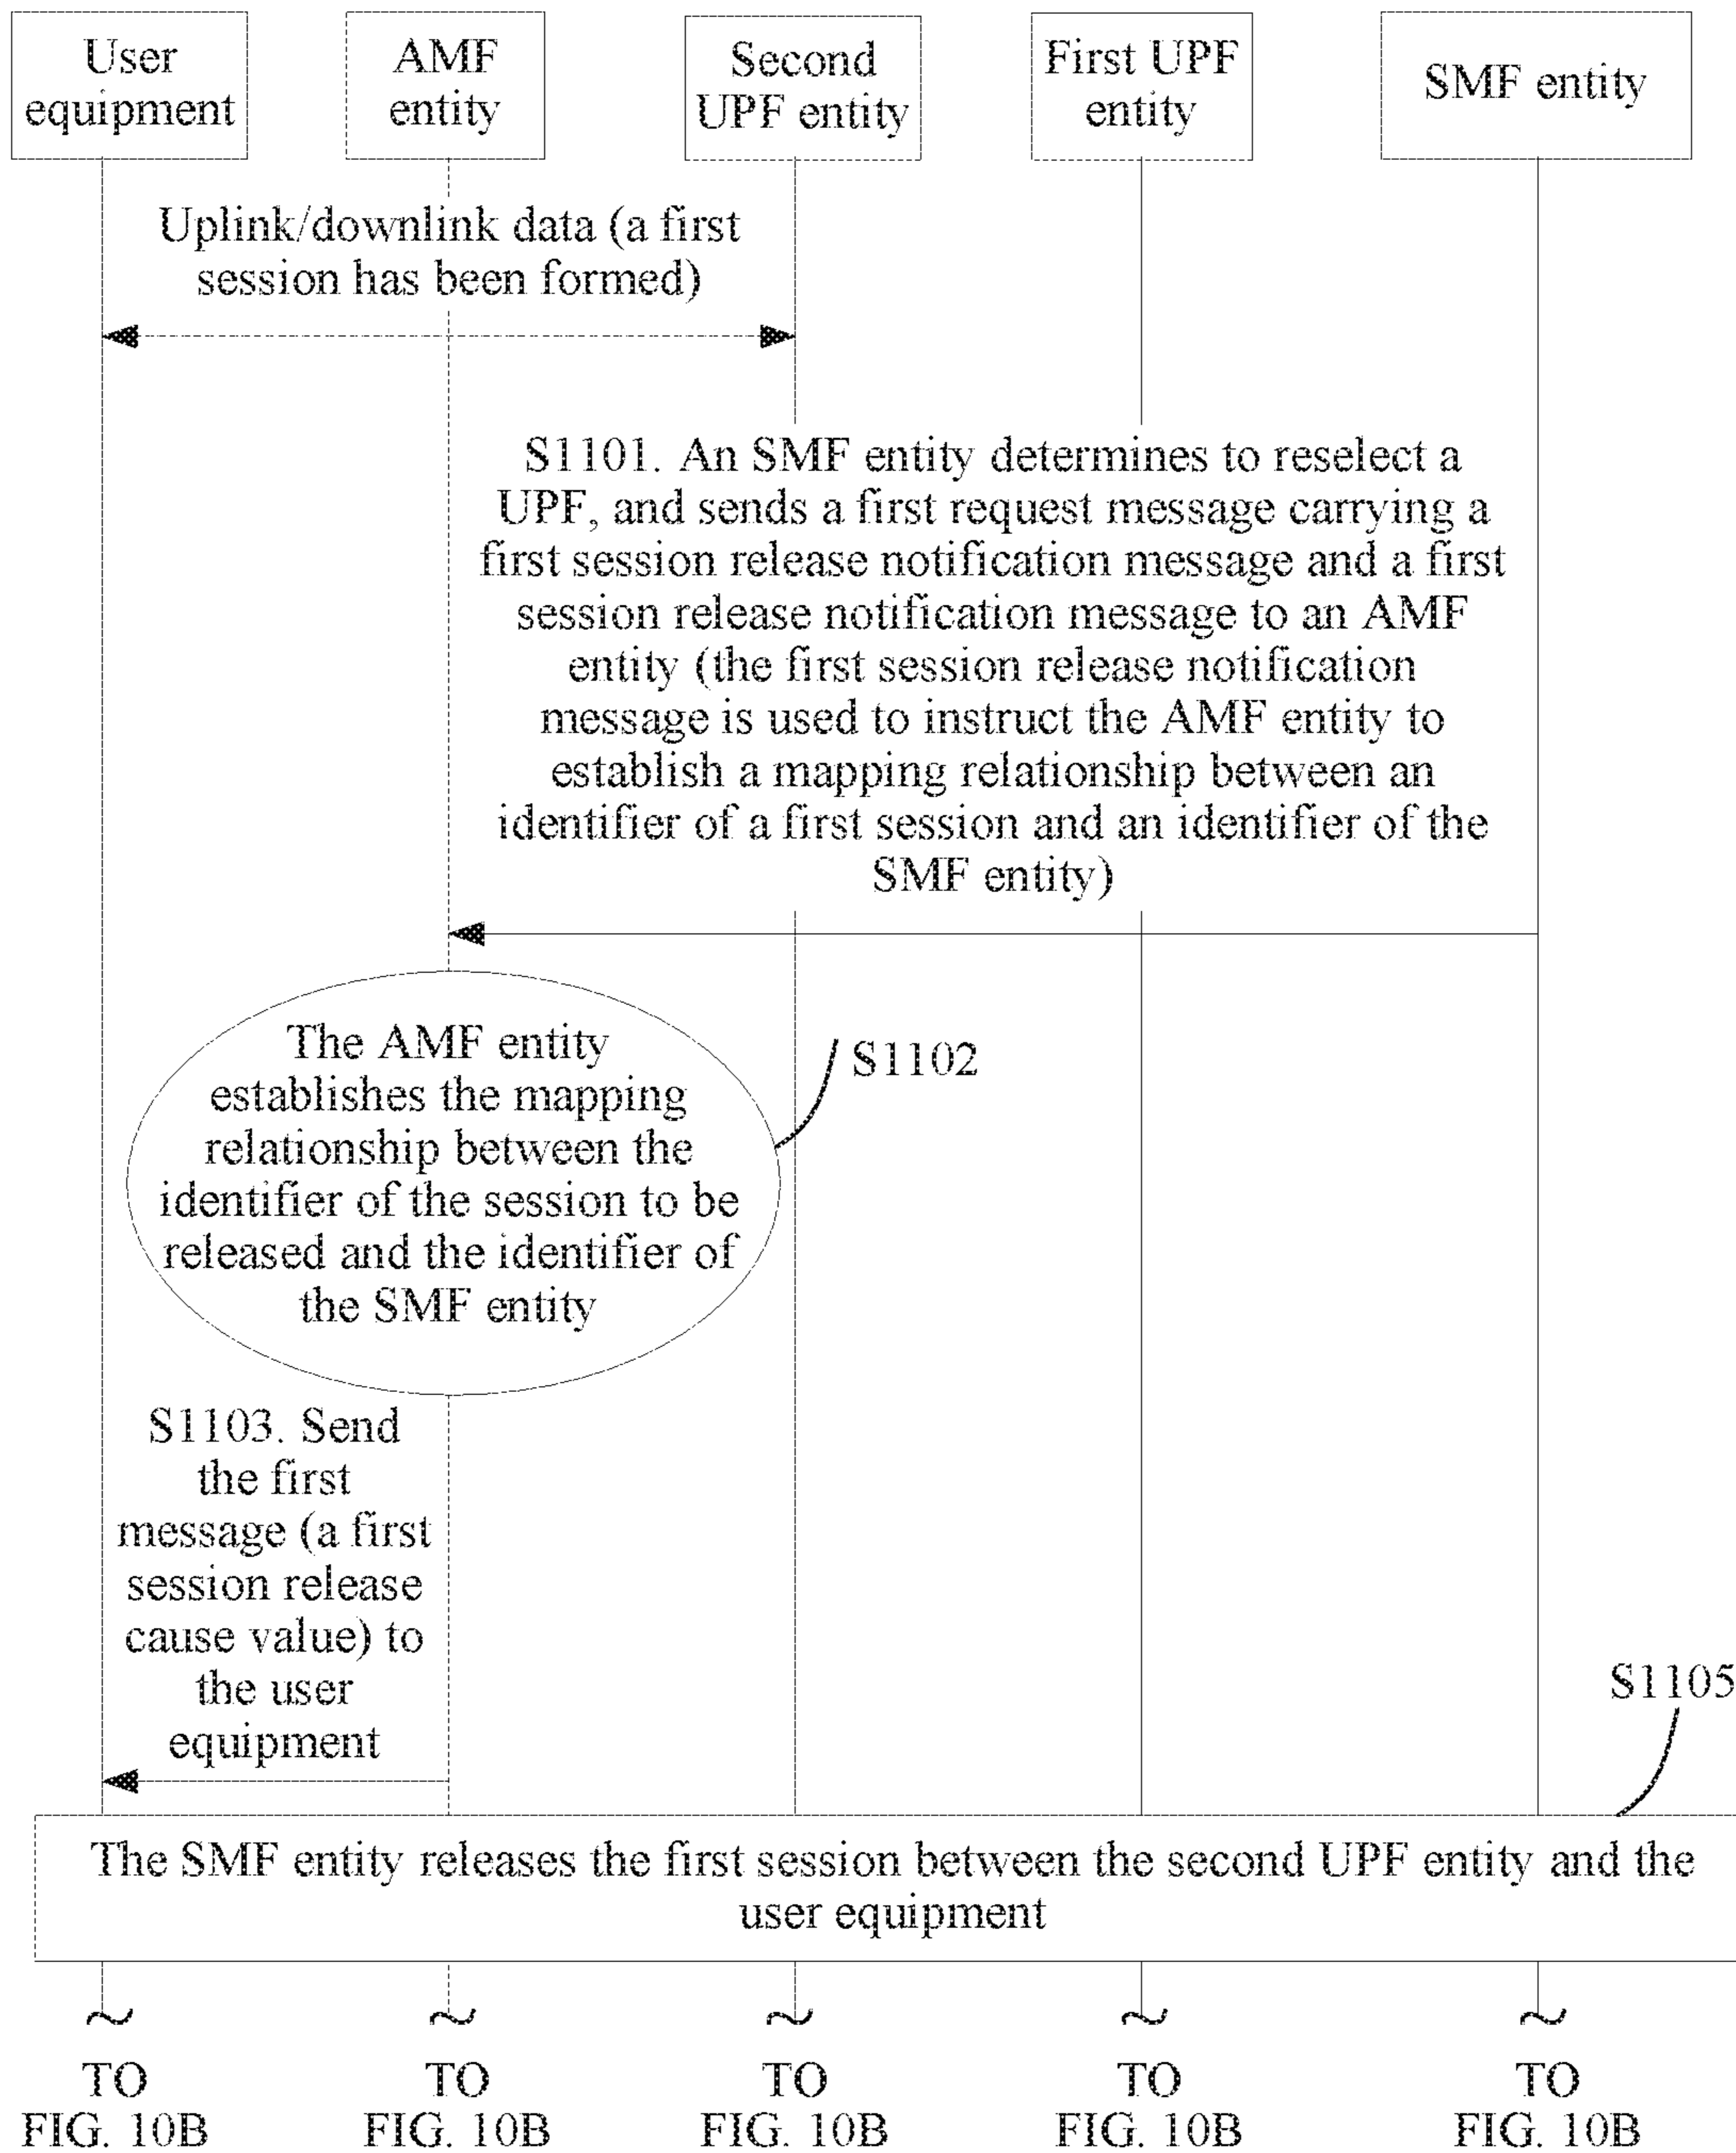 User
equipment
AMF
entity
Second
UPF entity
First UPF
entity
SMF entity
Uplink/downlink data (a first
session has been formed)
S1101. An SMF entity determines to reselect a
UPF, and sends a first request message carrying a
first session release notification message and a first
session release notification message to an AMF
entity (the first session release notification
message is used to instruct the AMF entity to
establish a mapping relationship between an
identifier of a first session and an identifier of the
SMF entity)
The AMF entity
establishes the mapping
relationship between the
identifier of the session to be
released and the identifier of
the SMF entity
S1102
S1103. Send
the first
message (a first
session release
cause value) to
the user
equipment
S1105
The SMF entity releases the first session between the second UPF entity and the
user equipment
TO
FIG. 10B
TO
FIG. 10B
TO
FIG. 10B
TO
FIG. 10B
TO
FIG. 10B